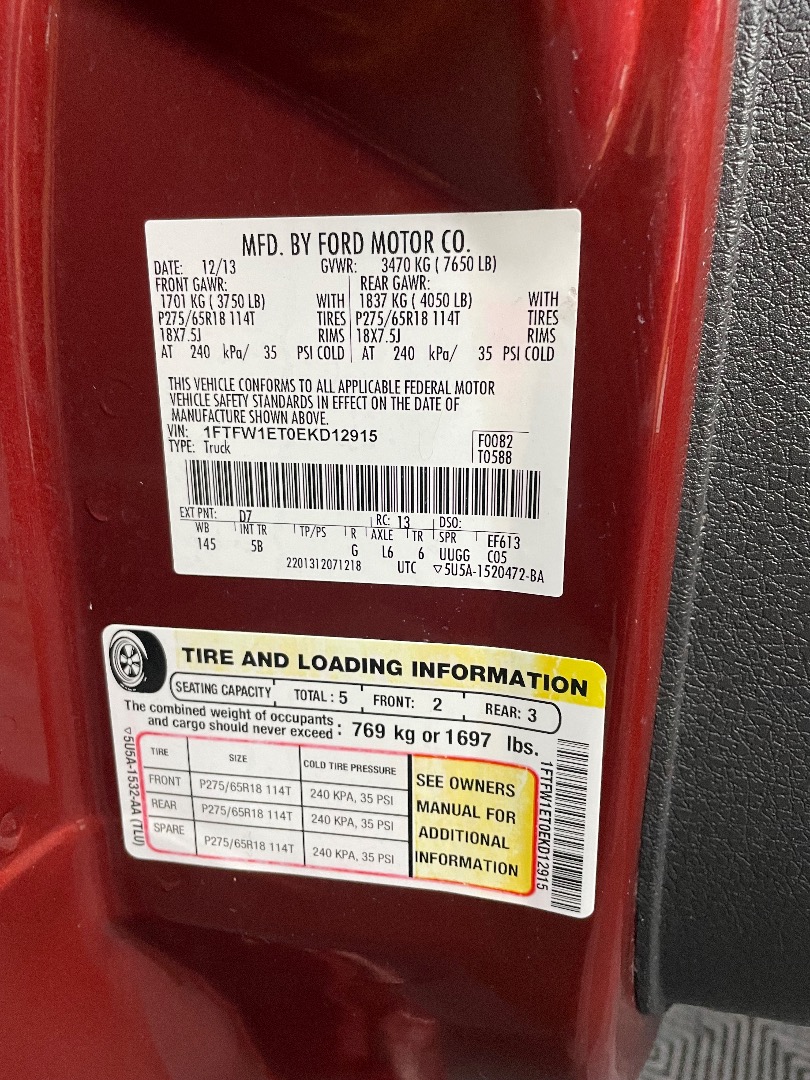 MFD. BY FORD MOTOR CO.
DATE: 12/13 GVWR: 3470 KG ( 7650 LB)
FRONT GAWR: REAR GAWR:
1701 KG ( 3750 LB) WITH 1837 KG ( 4050 LB) WITH
P275/65R18 114T TIRES P275/65R18 114T TIRES
18X7.5J RIMS 18X7.5J RIMS
AT 240 kPa/ 35 PSI COLD AT 240 kPa/ 35 PSI COLD
THIS VEHICLE CONFORMS TO ALL APPLICABLE FEDERAL MOTOR
VEHICLE SAFETY STANDARDS IN EFFECT ON THE DATE OF
MANUFACTURE SHOWN ABOVE.
VIN: 1FTFW1ET0EKD12915 F0082
TYPE: Truck T0588
EXT PNT: D7 RC: 13 DSO:
WB INT TR TP/PS R AXLE TR SPR EF613
145 5B G L6 6 UUGG C05
2201312071218 UTC ▽5U5A-1520472-BA
TIRE AND LOADING INFORMATION
SEATING CAPACITY TOTAL : 5 FRONT: 2 REAR: 3
The combined weight of occupants
and cargo should never exceed : 769 kg or 1697 lbs.
TIRE SIZE COLD TIRE PRESSURE
FRONT P275/65R18 114T 240 KPA, 35 PSI
REAR P275/65R18 114T 240 KPA, 35 PSI
SPARE P275/65R18 114T 240 KPA, 35 PSI
SEE OWNERS
MANUAL FOR
ADDITIONAL
INFORMATION
▽5U5A-1532-AA (TLU)
1FTFW1ET0EKD12915